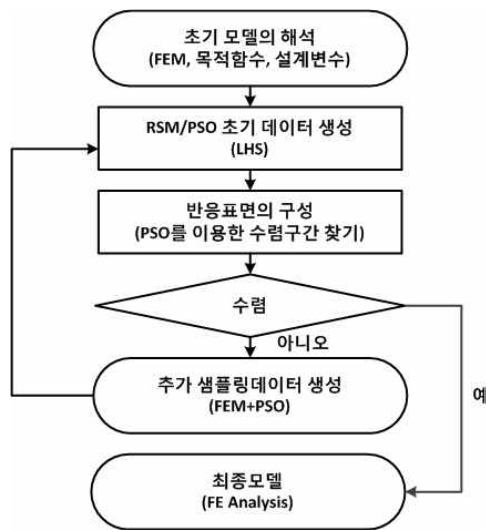 초기 모델의 해석
(FEM, 목적함수, 설계변수)
RSM/PSO 초기 데이터 생성
(LHS)
반응표면의 구성
(PSO를 이용한 수렴구간 찾기)
수렴
아니오
추가 샘플링데이터 생성
(FEM+PSO)
예
최종모델
(FE Analysis)